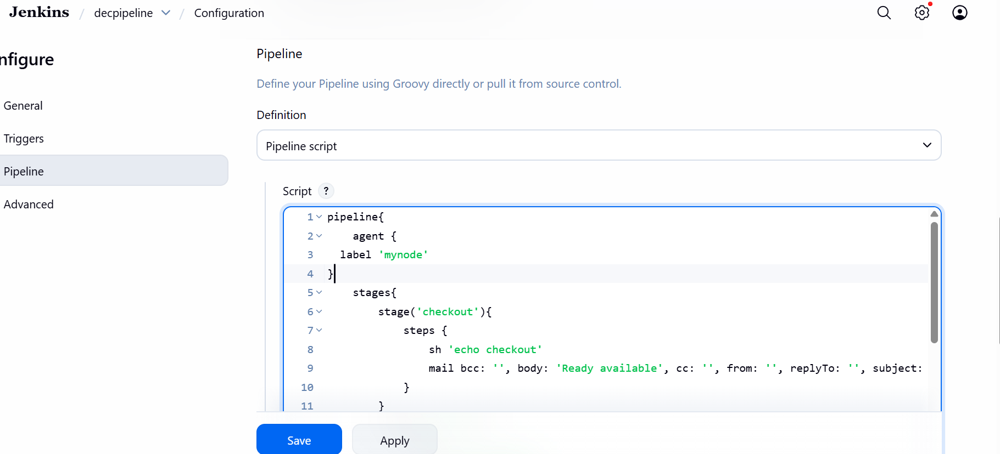 Jenkins / decpipeline / Configuration
nfigure
General
Triggers
Pipeline
Advanced
Pipeline
Define your Pipeline using Groovy directly or pull it from source control.
Definition
Pipeline script
Script ?
1 pipeline{
2     agent {
3   label 'mynode'
4 }
5     stages{
6         stage('checkout'){
7             steps {
8                 sh 'echo checkout'
9                 mail bcc: '', body: 'Ready available', cc: '', from: '', replyTo: '', subject:
10             }
11         }
Save Apply